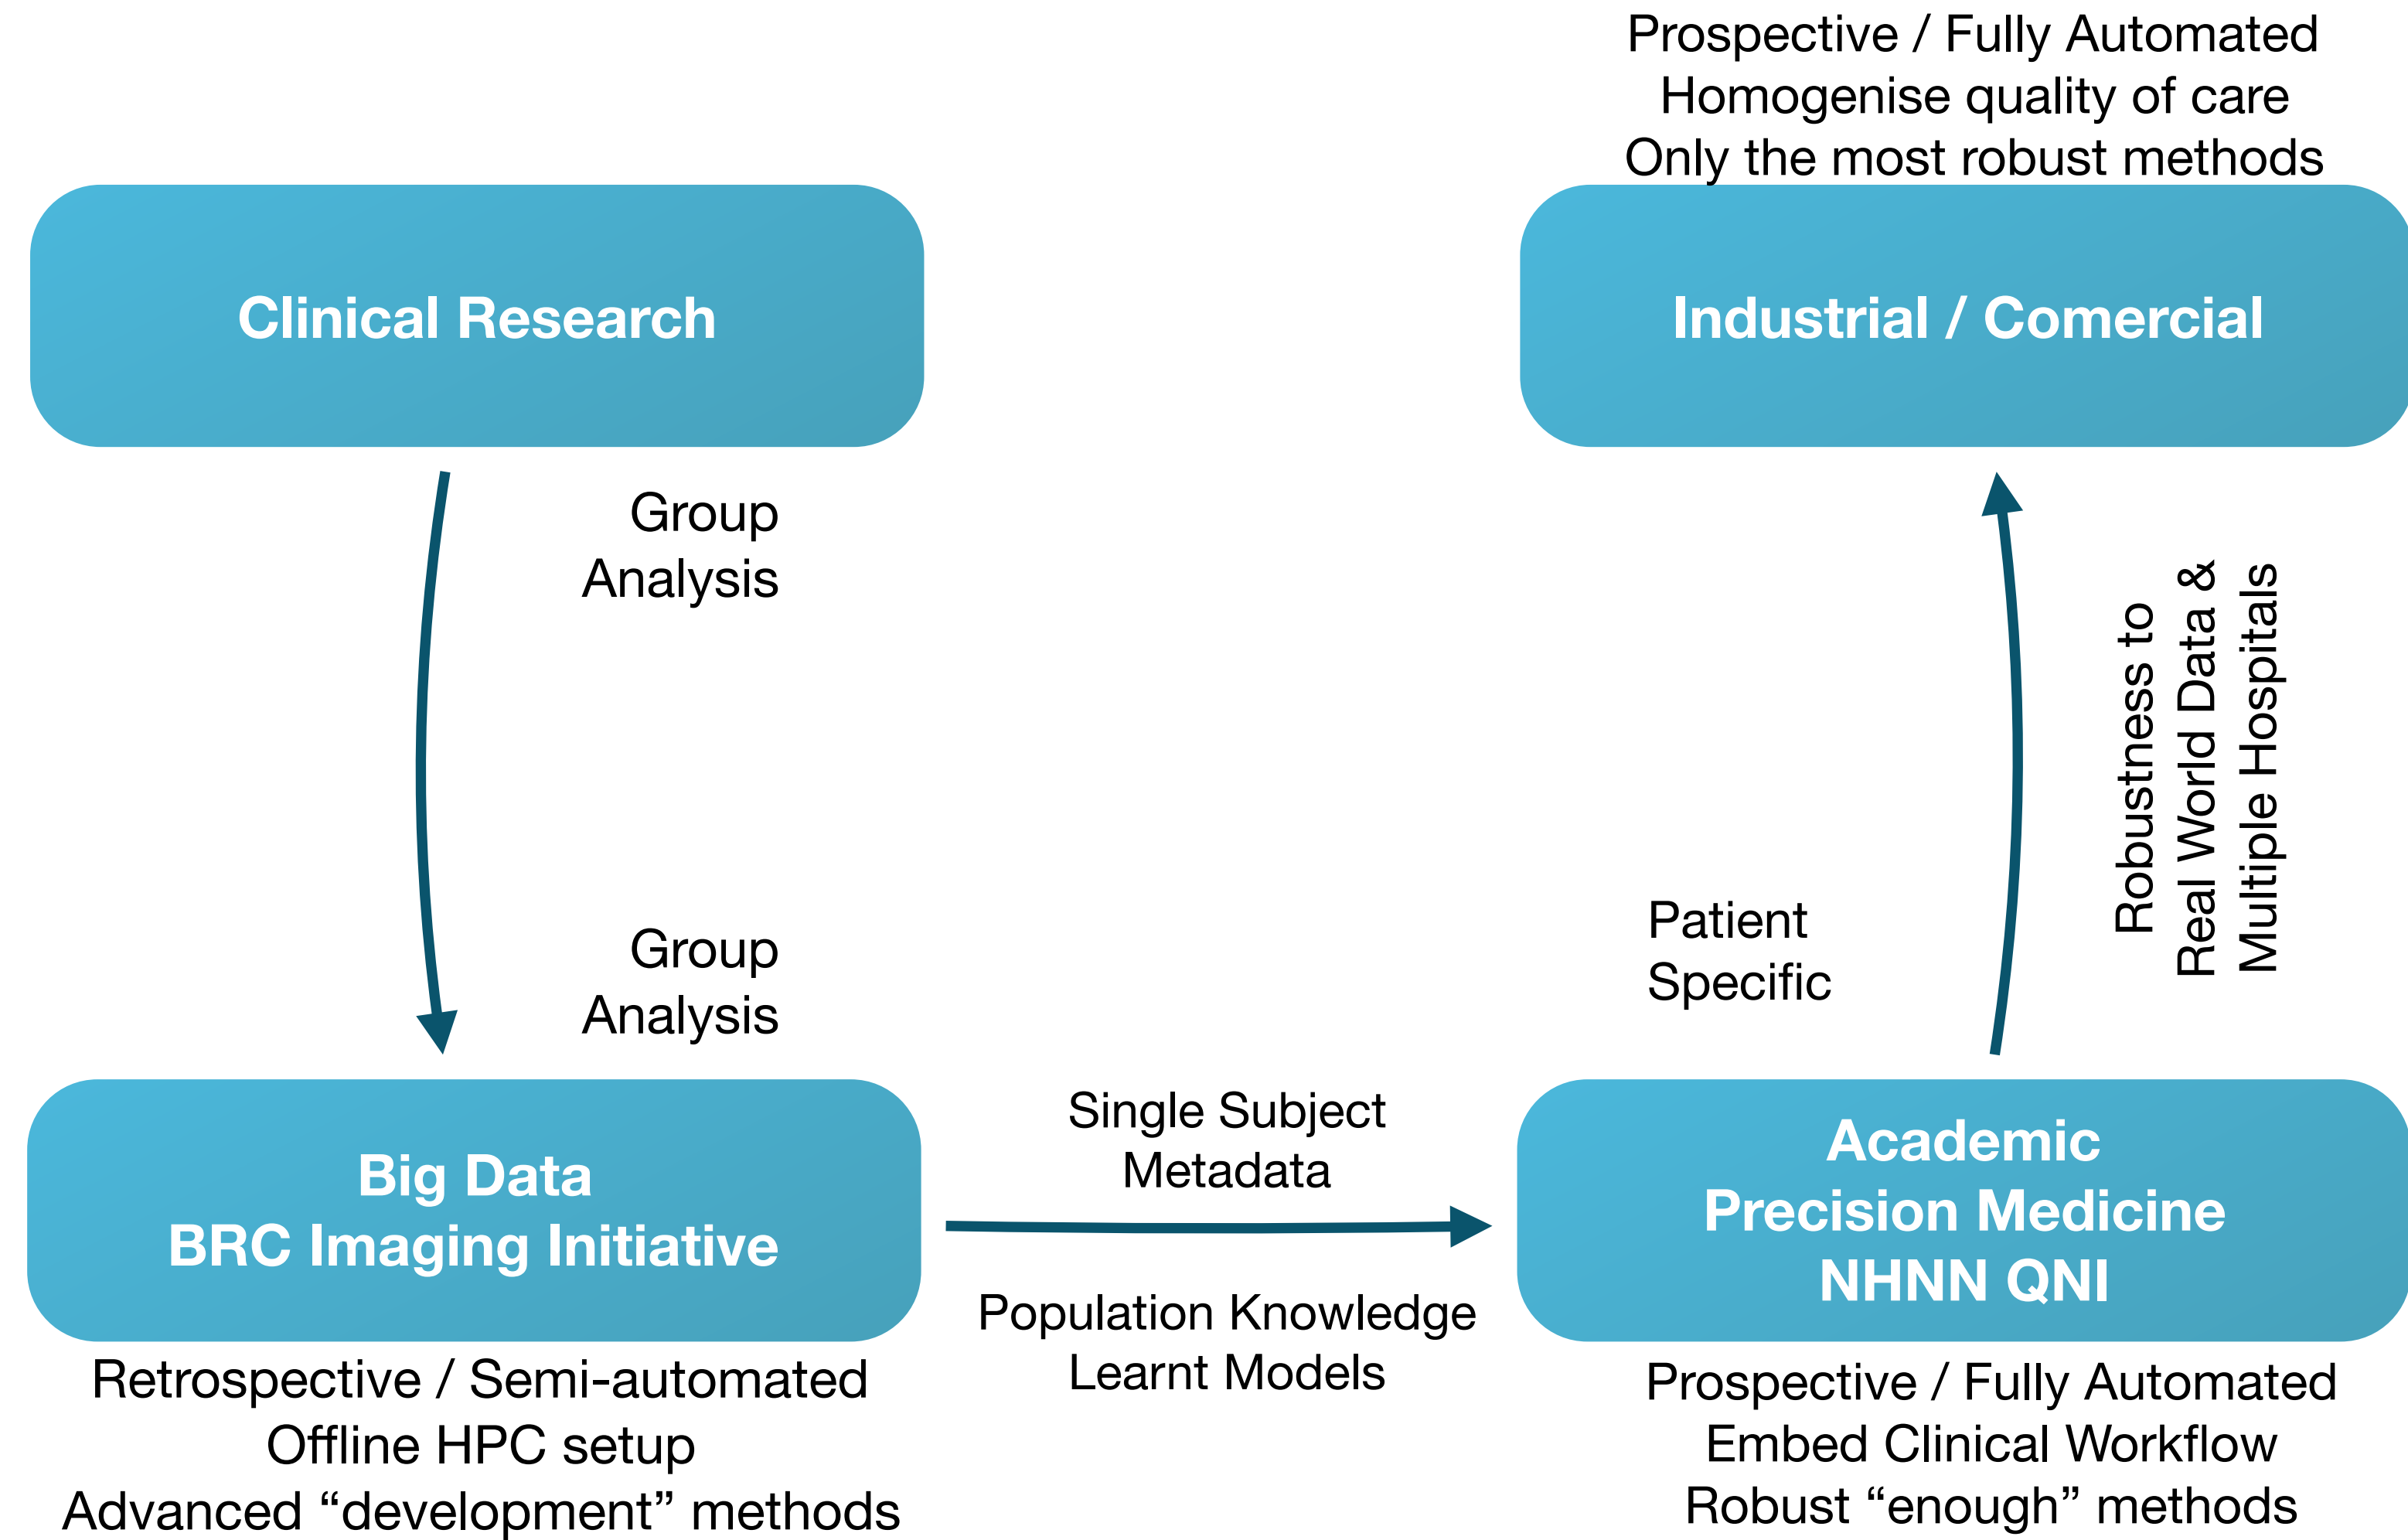 Prospective / Fully Automated
Homogenise quality of care
Only the most robust methods
Clinical Research
Industrial / Comercial
Group
Analysis
Robustness to
Real World Data &
Multiple Hospitals
Group
Analysis
Patient
Specific
Single Subject
Metadata
Population Knowledge
Learnt Models
Big Data
BRC Imaging Initiative
Academic
Precision Medicine
NHNN QNI
Retrospective / Semi-automated
Offline HPC setup
Advanced “development” methods
Prospective / Fully Automated
Embed Clinical Workflow
Robust “enough” methods